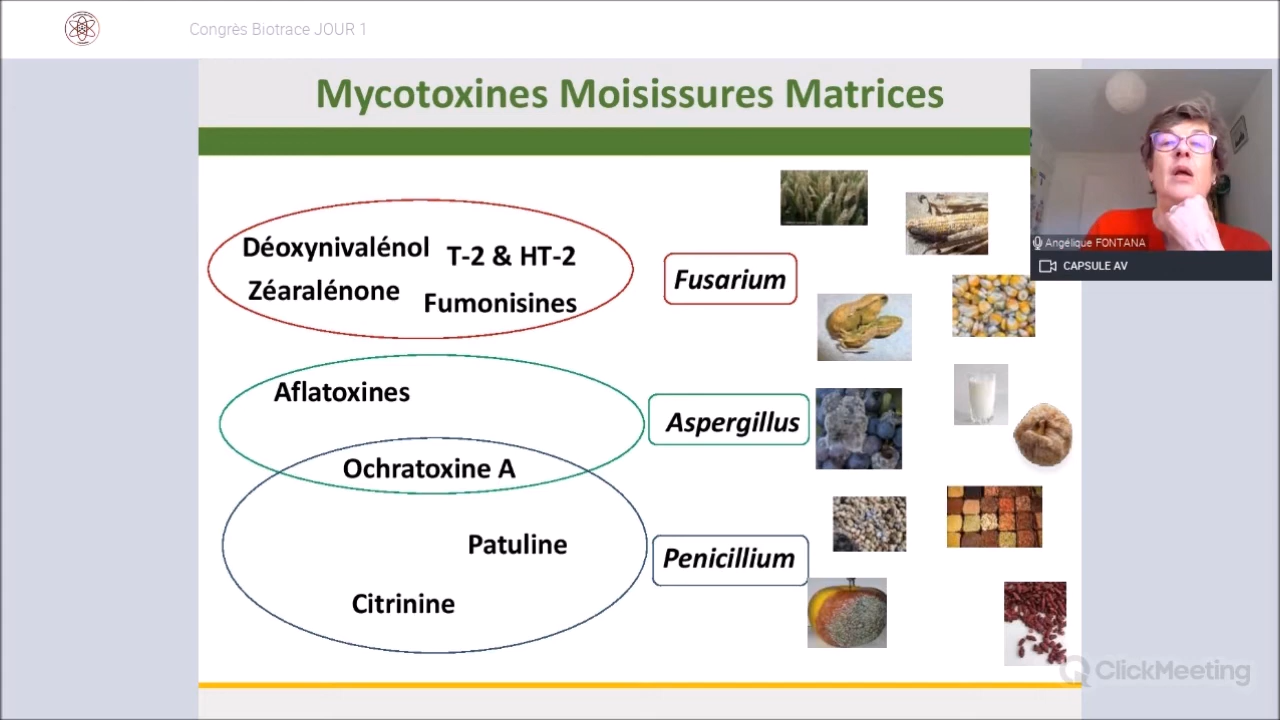 Congrès Biotrace JOUR 1
Mycotoxines Moisissures Matrices
Angélique FONTANA
CAPSULE AV
Déoxynivalénol
T-2 & HT-2
Zéaralénone
Fumonisines
Fusarium
Aflatoxines
Aspergillus
Ochratoxine A
Patuline
Penicillium
Citrinine
ClickMeeting